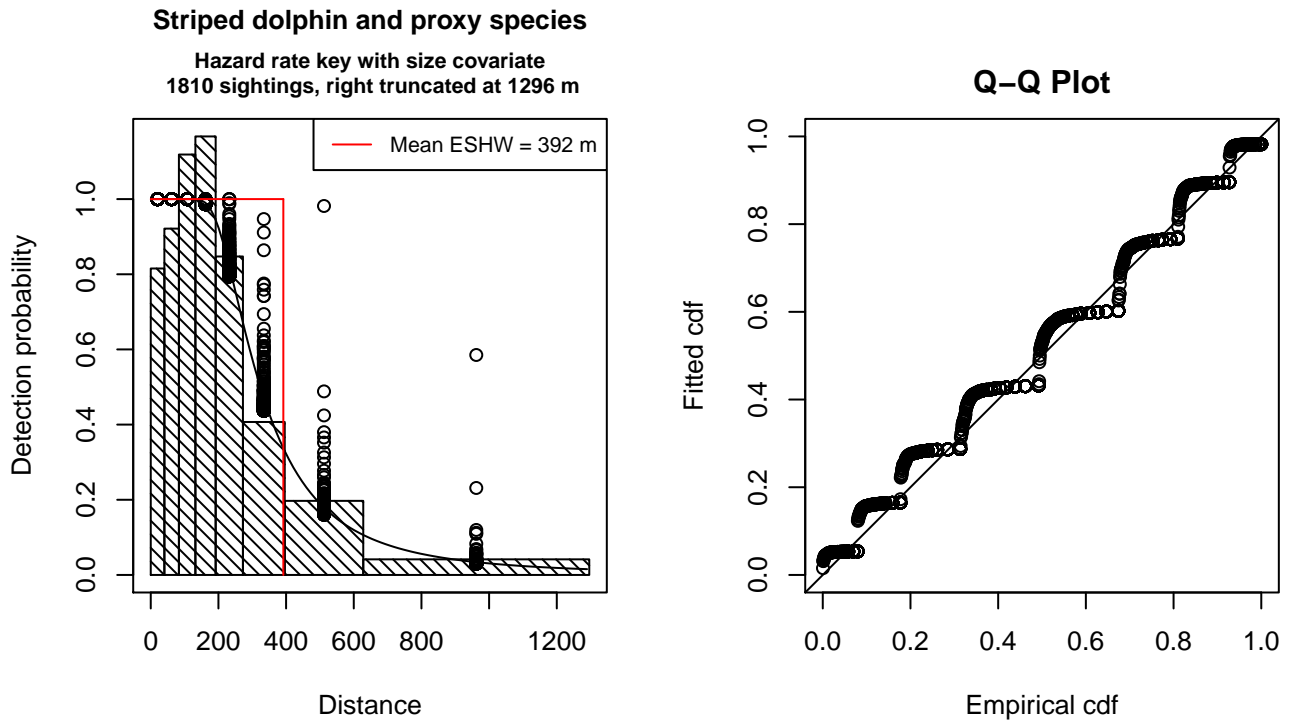 Striped dolphin and proxy species
Hazard rate key with size covariate
1810 sightings, right truncated at 1296 m
Mean ESHW = 392 m
Detection probability
0.0
0.2
0.4
0.6
0.8
1.0
0
200
400
600
800
1200
Distance
Q−Q Plot
Fitted cdf
0.0
0.2
0.4
0.6
0.8
1.0
0.0
0.2
0.4
0.6
0.8
1.0
Empirical cdf